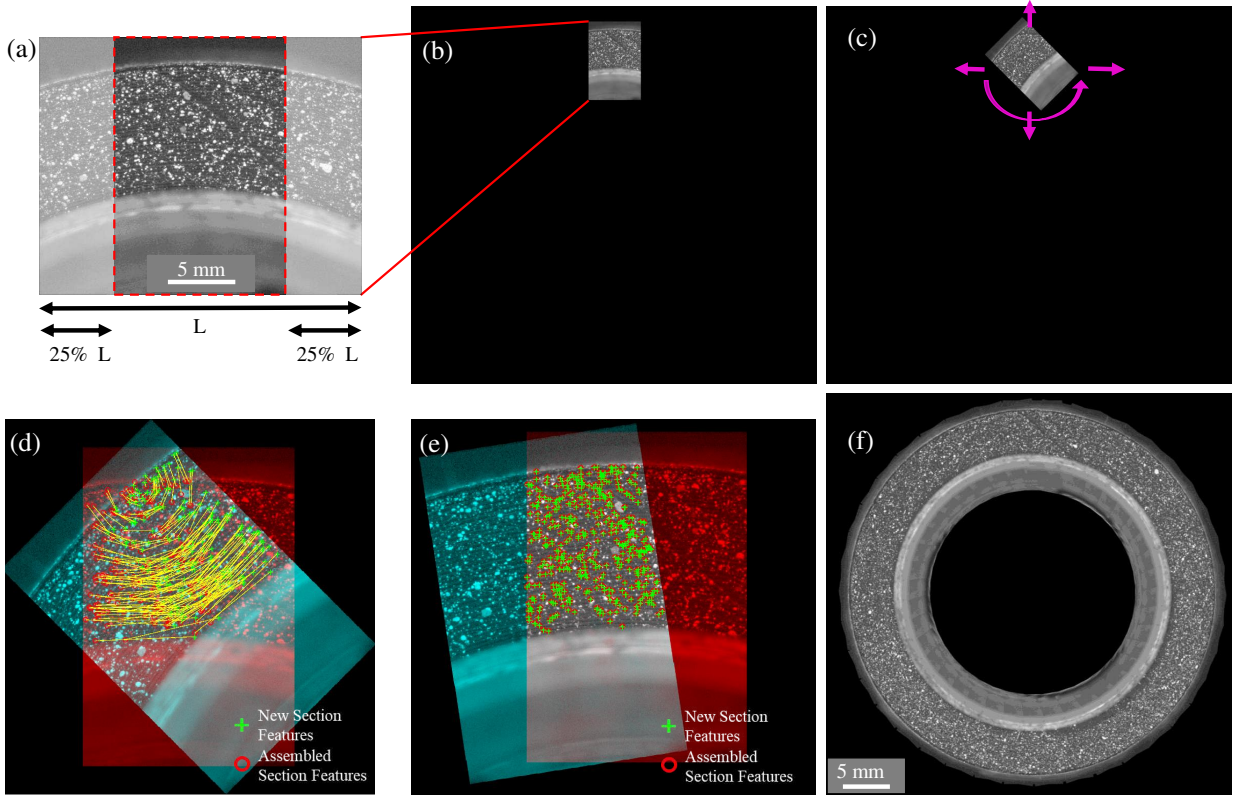 (a)
5 mm
L
25% L
25% L
(b)
(c)
(d)
New Section
Features
Assembled
Section Features
(e)
New Section
Features
Assembled
Section Features
(f)
5 mm